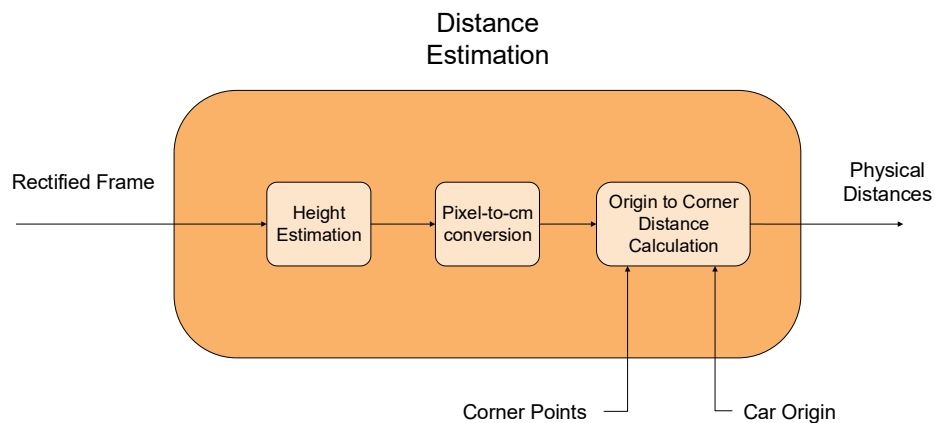 Distance
Estimation
Rectified Frame
Height
Estimation
Pixel-to-cm
conversion
Origin to Corner
Distance
Calculation
Physical
Distances
Corner Points
Car Origin